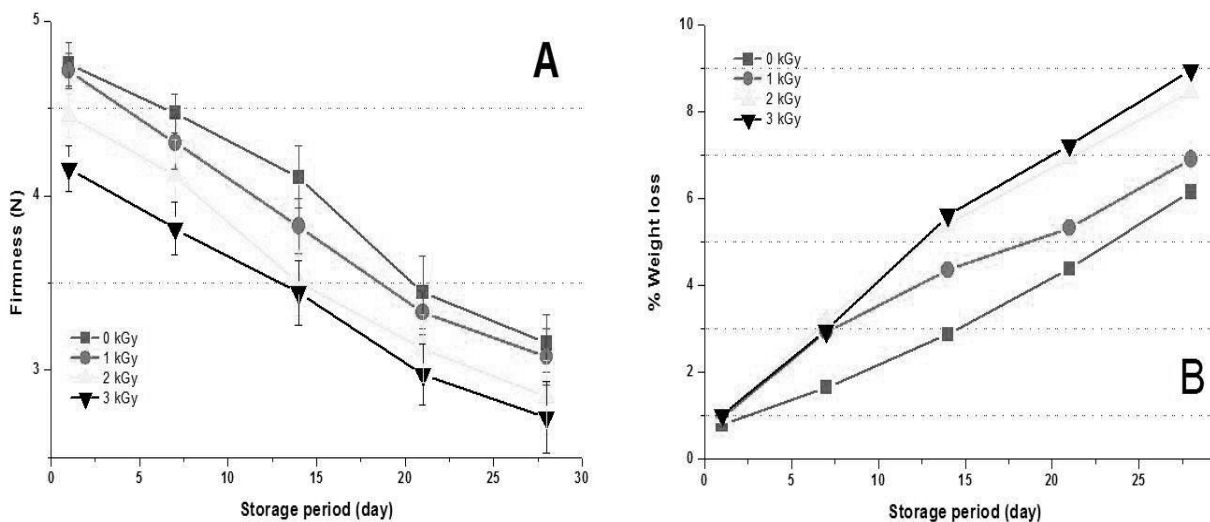 A
Firmness (N)
5
4
3
0 kGy
1 kGy
2 kGy
3 kGy
0 5 10 15 20 25 30
Storage period (day)
B
% Weight loss
10
8
6
4
2
0
0 kGy
1 kGy
2 kGy
3 kGy
0 5 10 15 20 25
Storage period (day)